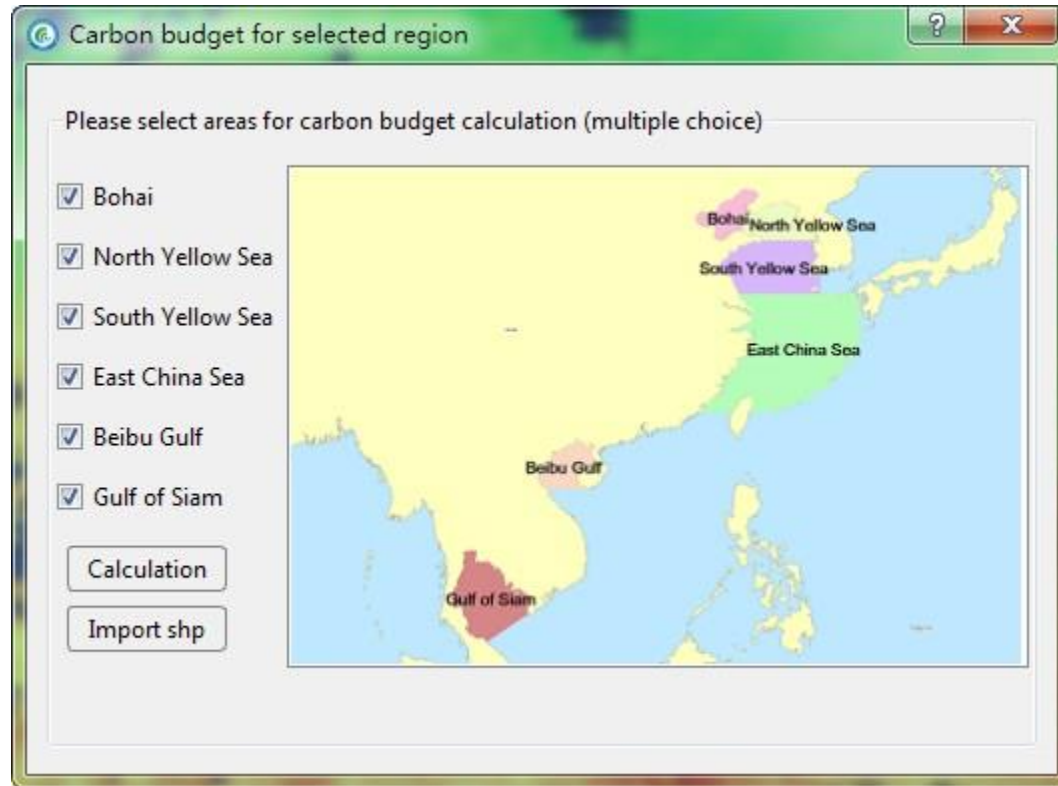 Carbon budget for selected region
Please select areas for carbon budget calculation (multiple choice)
Bohai
North Yellow Sea
South Yellow Sea
East China Sea
Beibu Gulf
Gulf of Siam
Calculation
Import shp
Bohai
North Yellow Sea
South Yellow Sea
East China Sea
Beibu Gulf
Gulf of Siam